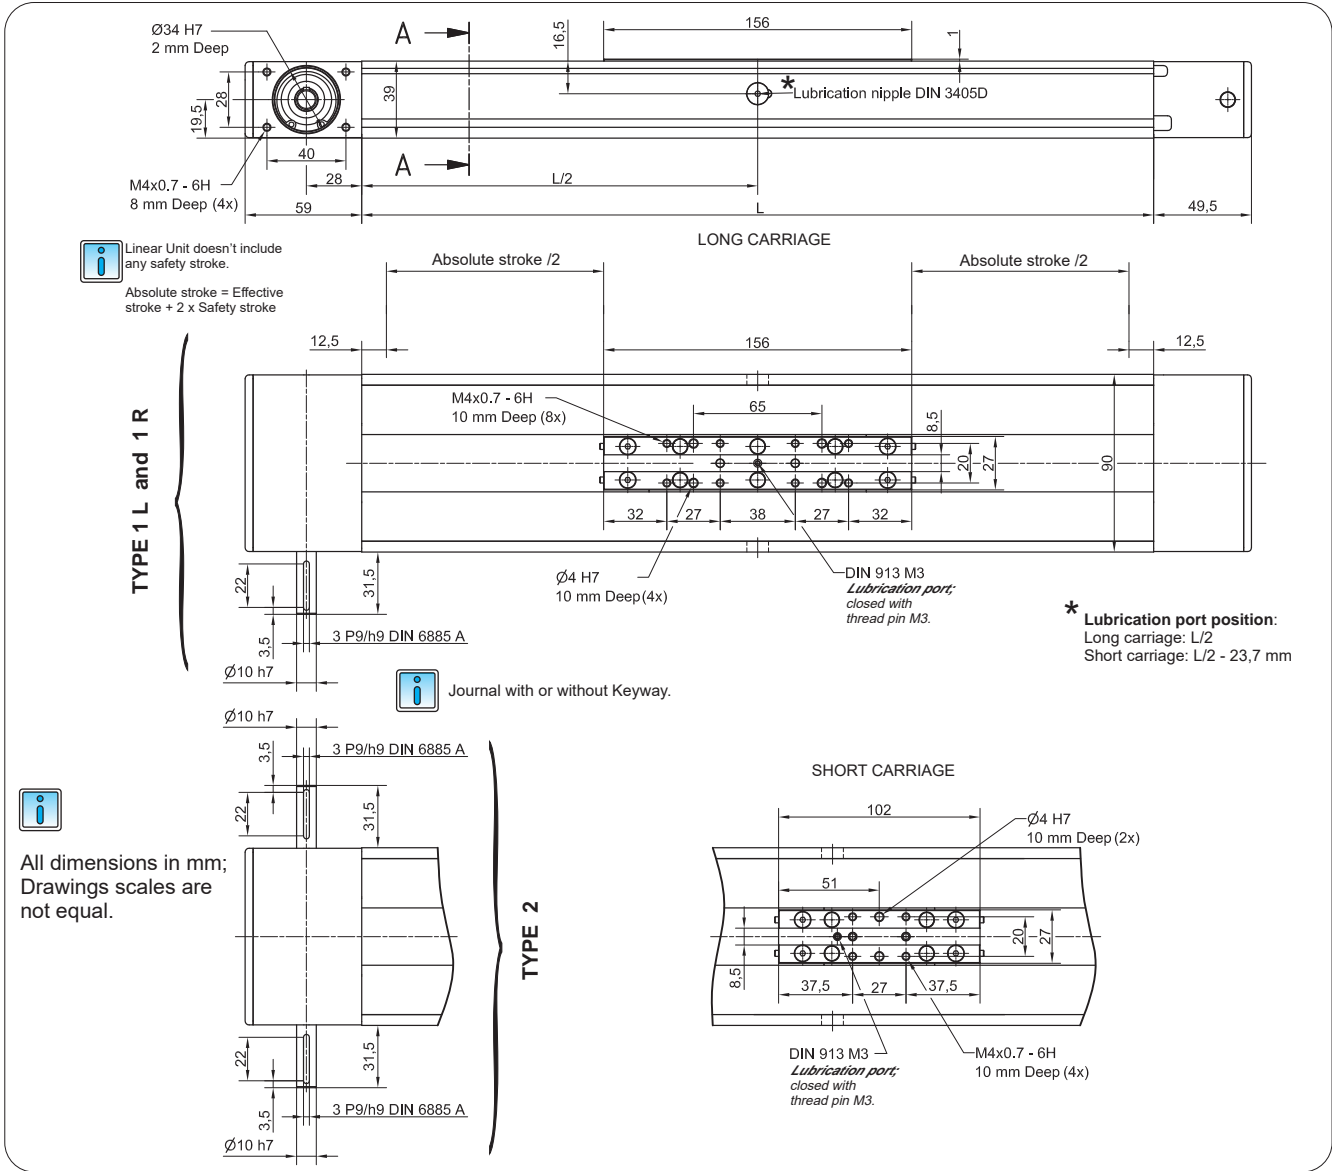 Ø34 H7
2 mm Deep
A
16,5
156
1
28
19,5
39
*
Lubrication nipple DIN 3405D
40
A
M4x0.7 - 6H
8 mm Deep (4x)
28
L/2
59
L
49,5
LONG CARRIAGE
Linear Unit doesn't include
any safety stroke.
Absolute stroke = Effective
stroke + 2 x Safety stroke
Absolute stroke /2
Absolute stroke /2
12,5
156
12,5
TYPE 1 L and 1 R
M4x0.7 - 6H
10 mm Deep (8x)
65
8,5
20
27
90
32
27
38
27
32
22
31,5
3,5
Ø4 H7
10 mm Deep(4x)
DIN 913 M3
Lubrication port;
closed with
thread pin M3.
3 P9/h9 DIN 6885 A
Ø10 h7
* Lubrication port position:
Long carriage: L/2
Short carriage: L/2 - 23,7 mm
Journal with or without Keyway.
Ø10 h7
3,5
3 P9/h9 DIN 6885 A
22
31,5
All dimensions in mm;
Drawings scales are
not equal.
TYPE 2
22
31,5
3,5
3 P9/h9 DIN 6885 A
Ø10 h7
SHORT CARRIAGE
102
Ø4 H7
10 mm Deep (2x)
51
20
27
8,5
37,5
27
37,5
DIN 913 M3
Lubrication port;
closed with
thread pin M3.
M4x0.7 - 6H
10 mm Deep (4x)